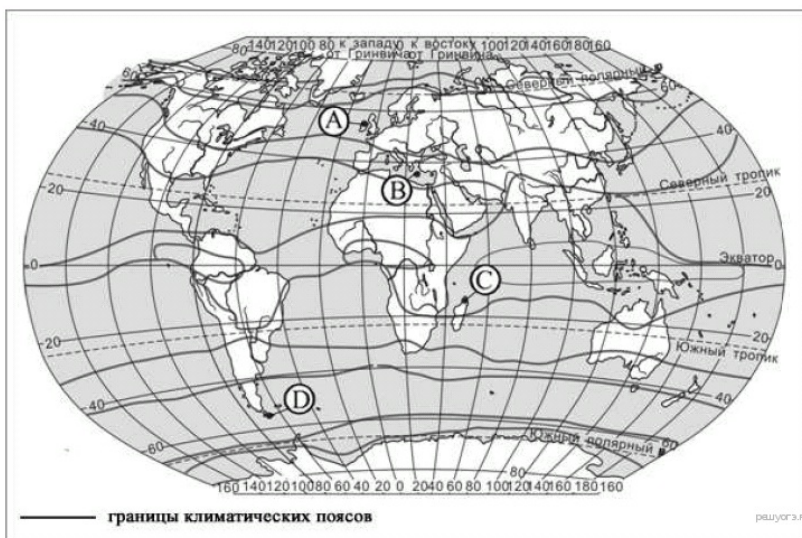 80 140 120 100 80 к западу 0 к востоку 100 120 140 180 160
от Гринвича от Гринвича
60 Северный полярный 60
A
40 40
B
Северный тропик
20 20
Экватор
0 0
C
20 20
Южный тропик
D
40 40
60 Южный полярный 60
80
160 140 120 100 80 60 40 20 0 20 40 60 80 100 120 140 160 180 160
границы климатических поясов